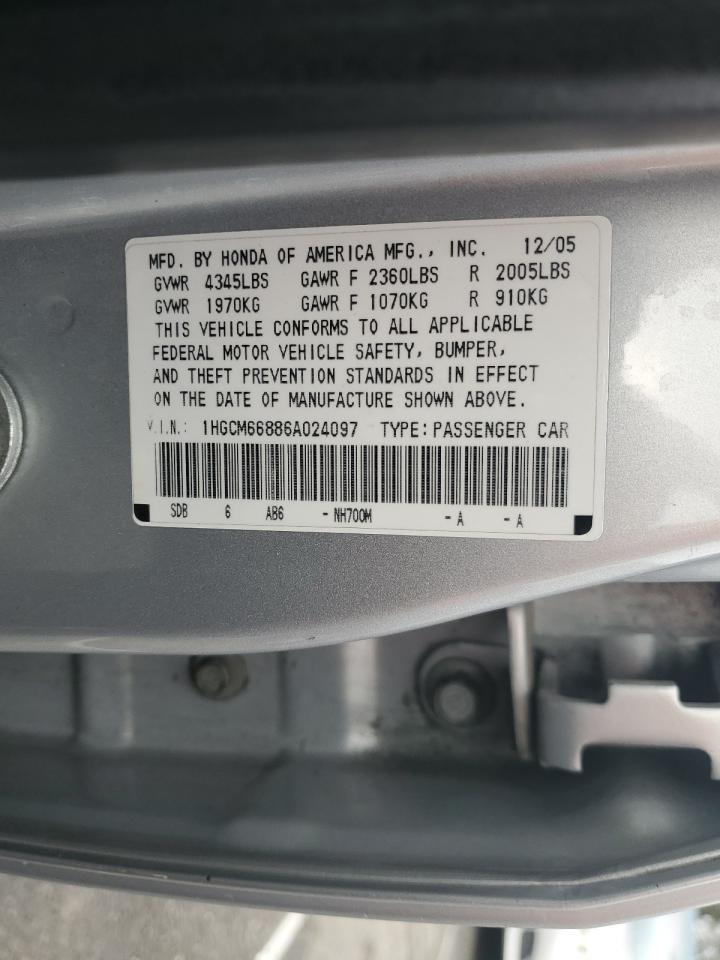 MFD. BY HONDA OF AMERICA MFG., INC. 12/05
GVWR 4345LBS GAWR F 2360LBS R 2005LBS
GVWR 1970KG GAWR F 1070KG R 910KG
THIS VEHICLE CONFORMS TO ALL APPLICABLE
FEDERAL MOTOR VEHICLE SAFETY, BUMPER,
AND THEFT PREVENTION STANDARDS IN EFFECT
ON THE DATE OF MANUFACTURE SHOWN ABOVE.
V.I.N.: 1HGCM66886A024097 TYPE: PASSENGER CAR
SDB 6 AB6 - NH700M - A - A